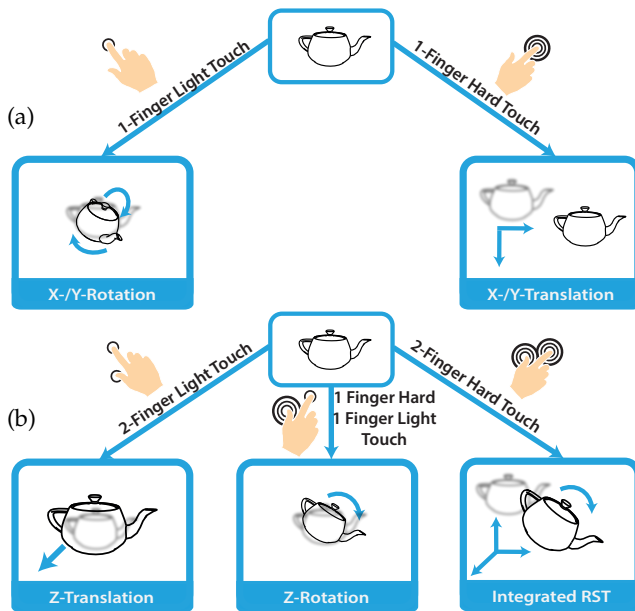 1-Finger Light Touch
1-Finger Hard Touch
(a)
X-/Y-Rotation
X-/Y-Translation
2-Finger Light Touch
1 Finger Hard
1 Finger Light
Touch
2-Finger Hard Touch
(b)
Z-Translation
Z-Rotation
Integrated RST